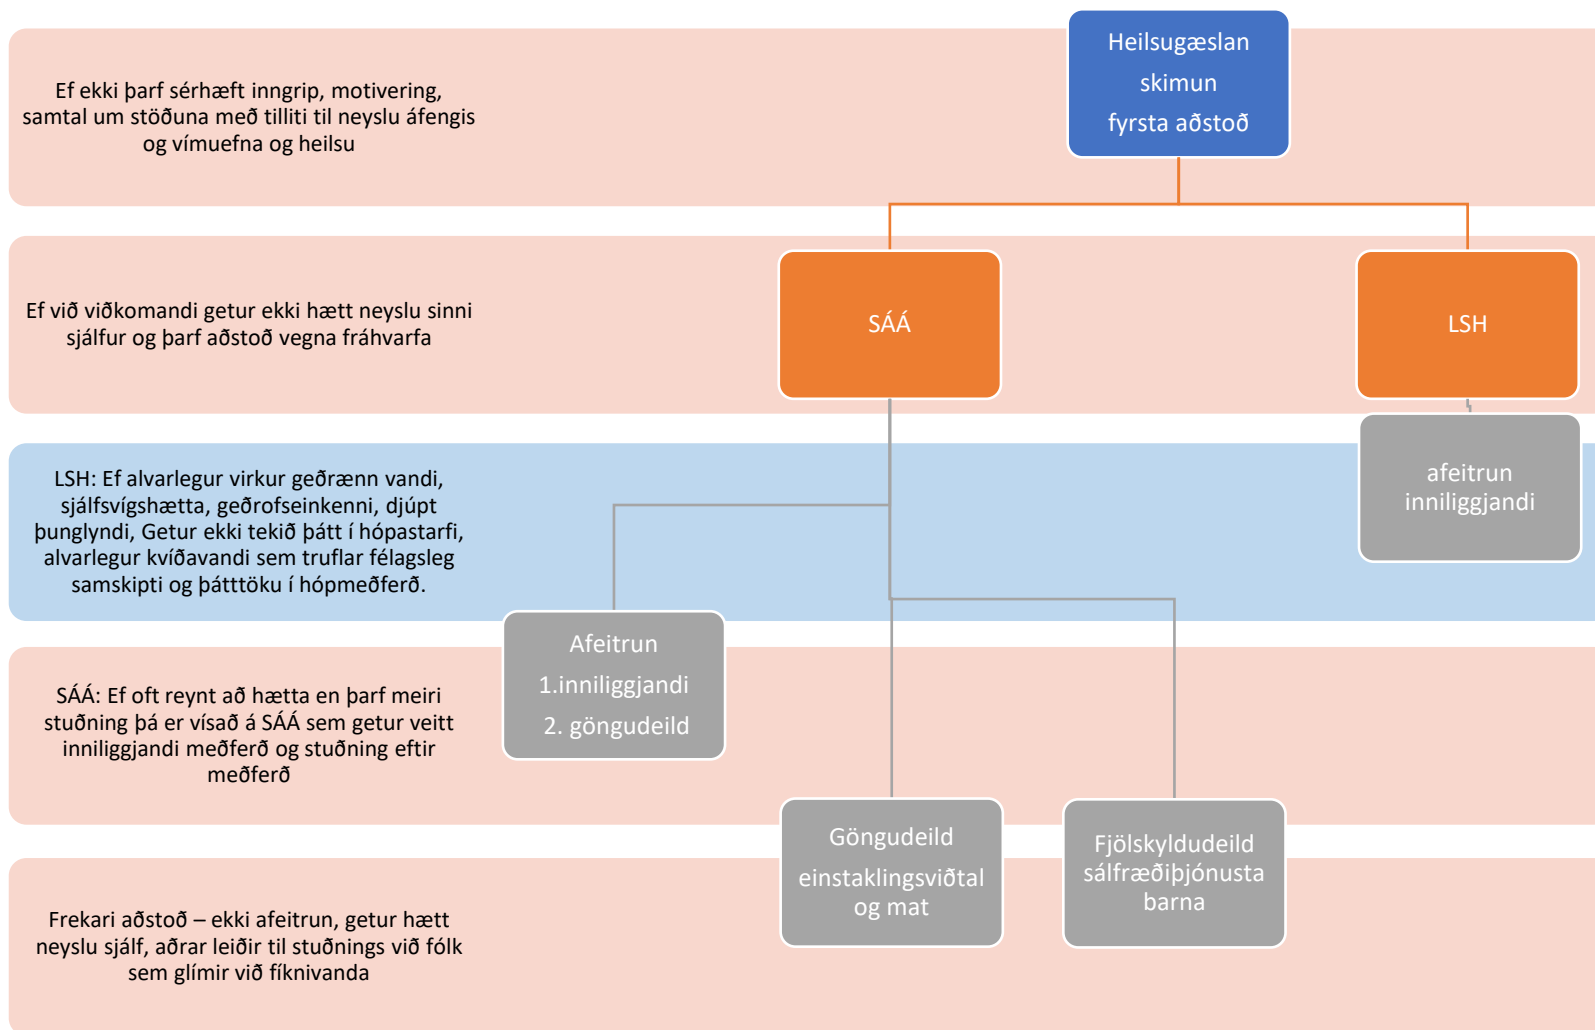 Heilsugæslan
skimun
fyrsta aðstoð
Ef ekki þarf sérhæft inngrip, motivering,
samtal um stöðuna með tilliti til neyslu áfengis
og vímuefna og heilsu
Ef við viðkomandi getur ekki hætt neyslu sinni
sjálfur og þarf aðstoð vegna fráhvarfa
SÁÁ
LSH
LSH: Ef alvarlegur virkur geðrænn vandi,
sjálfsvígshætta, geðrofseinkenni, djúpt
þunglyndi, Getur ekki tekið þátt í hópastarfi,
alvarlegur kvíðavandi sem truflar félagsleg
samskipti og þátttöku í hópmeðferð.
afeitrun
inniliggjandi
SÁÁ: Ef oft reynt að hætta en þarf meiri
stuðning þá er vísað á SÁÁ sem getur veitt
inniliggjandi meðferð og stuðning eftir
meðferð
Afeitrun
1.inniliggjandi
2. göngudeild
Göngudeild
einstaklingsviðtal
og mat
Fjölskyldudeild
sálfræðiþjónusta
barna
Frekari aðstoð – ekki afeitrun, getur hætt
neyslu sjálf, aðrar leiðir til stuðnings við fólk
sem glímir við fíknivanda